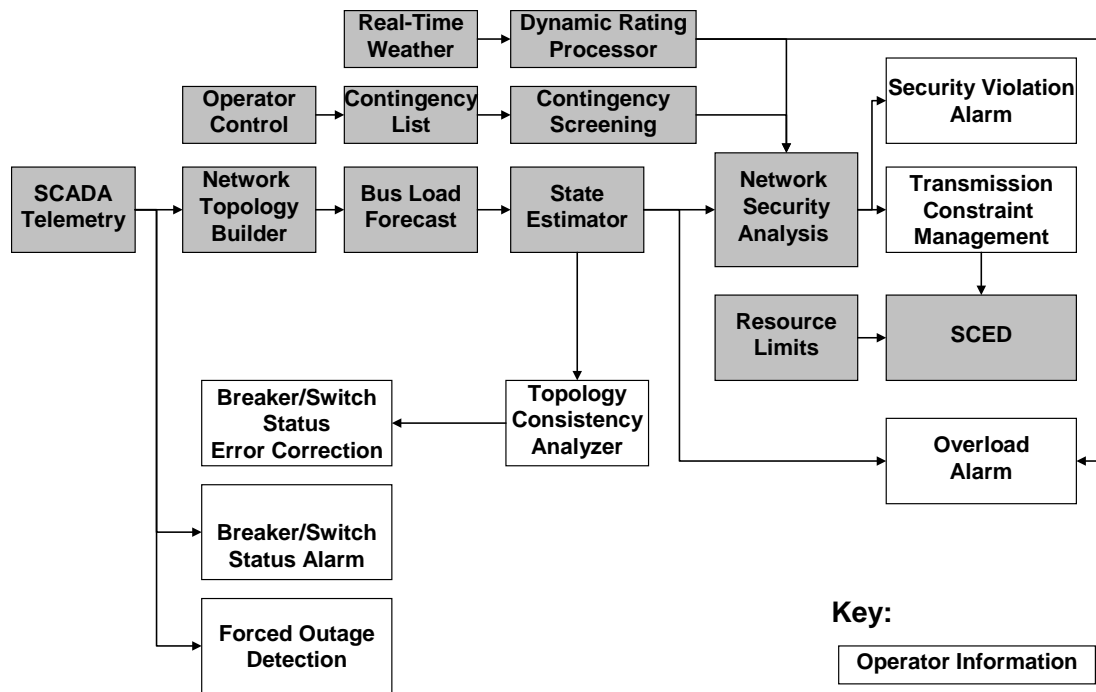 Real-Time
Weather
Dynamic Rating
Processor
Operator
Control
Contingency
List
Contingency
Screening
Security Violation
Alarm
SCADA
Telemetry
Network
Topology
Builder
Bus Load
Forecast
State
Estimator
Network
Security
Analysis
Transmission
Constraint
Management
Resource
Limits
SCED
Breaker/Switch
Status
Error Correction
Topology
Consistency
Analyzer
Overload
Alarm
Breaker/Switch
Status Alarm
Forced Outage
Detection
Key:
Operator Information